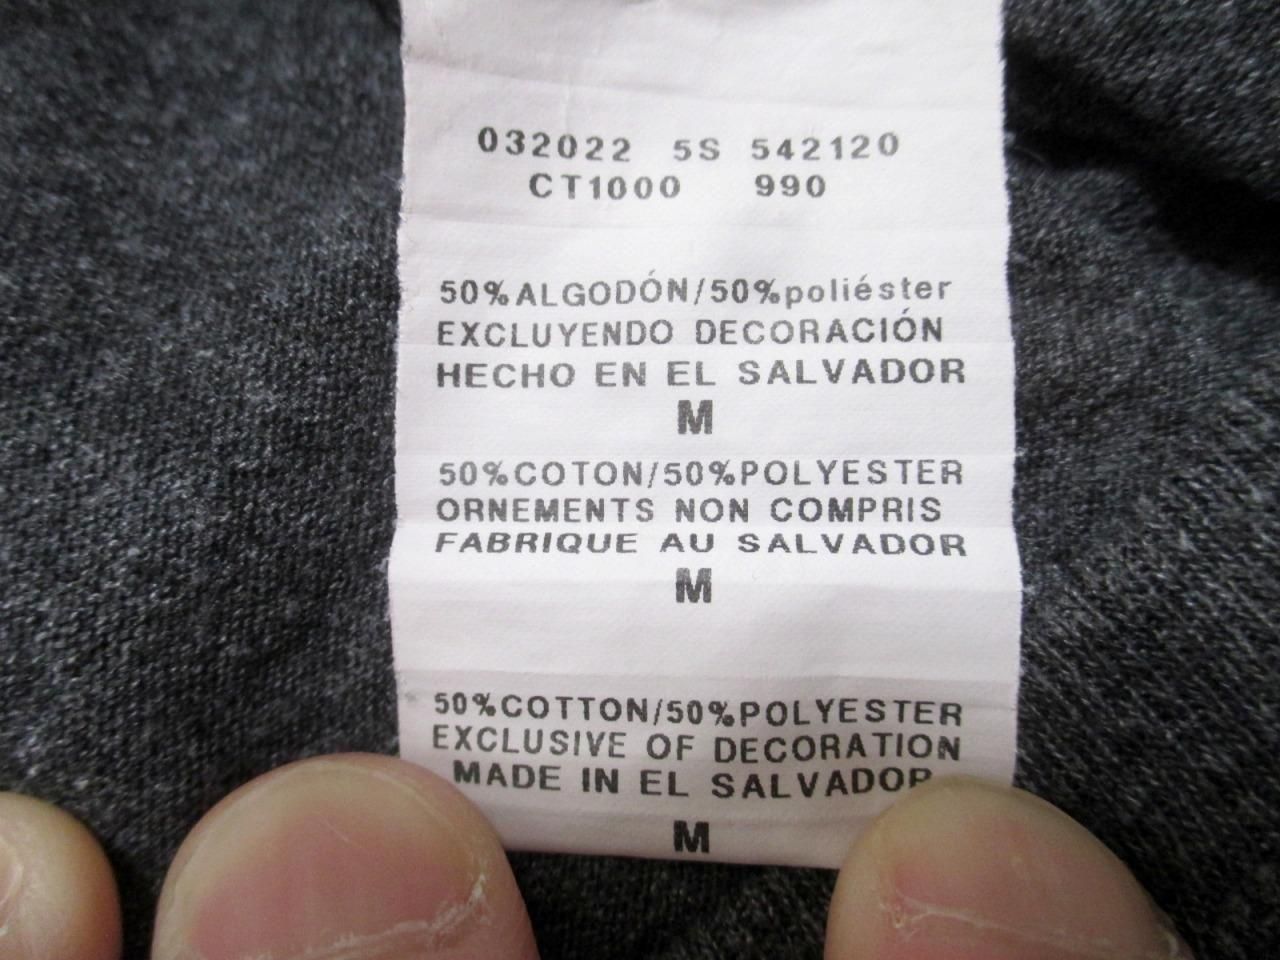 032022 5S 542120
CT1000 990
50%ALGODÓN/50%poliéster
EXCLUYENDO DECORACIÓN
HECHO EN EL SALVADOR
M
50%COTON/50%POLYESTER
ORNEMENTS NON COMPRIS
FABRIQUE AU SALVADOR
M
50%COTTON/50%POLYESTER
EXCLUSIVE OF DECORATION
MADE IN EL SALVADOR
M